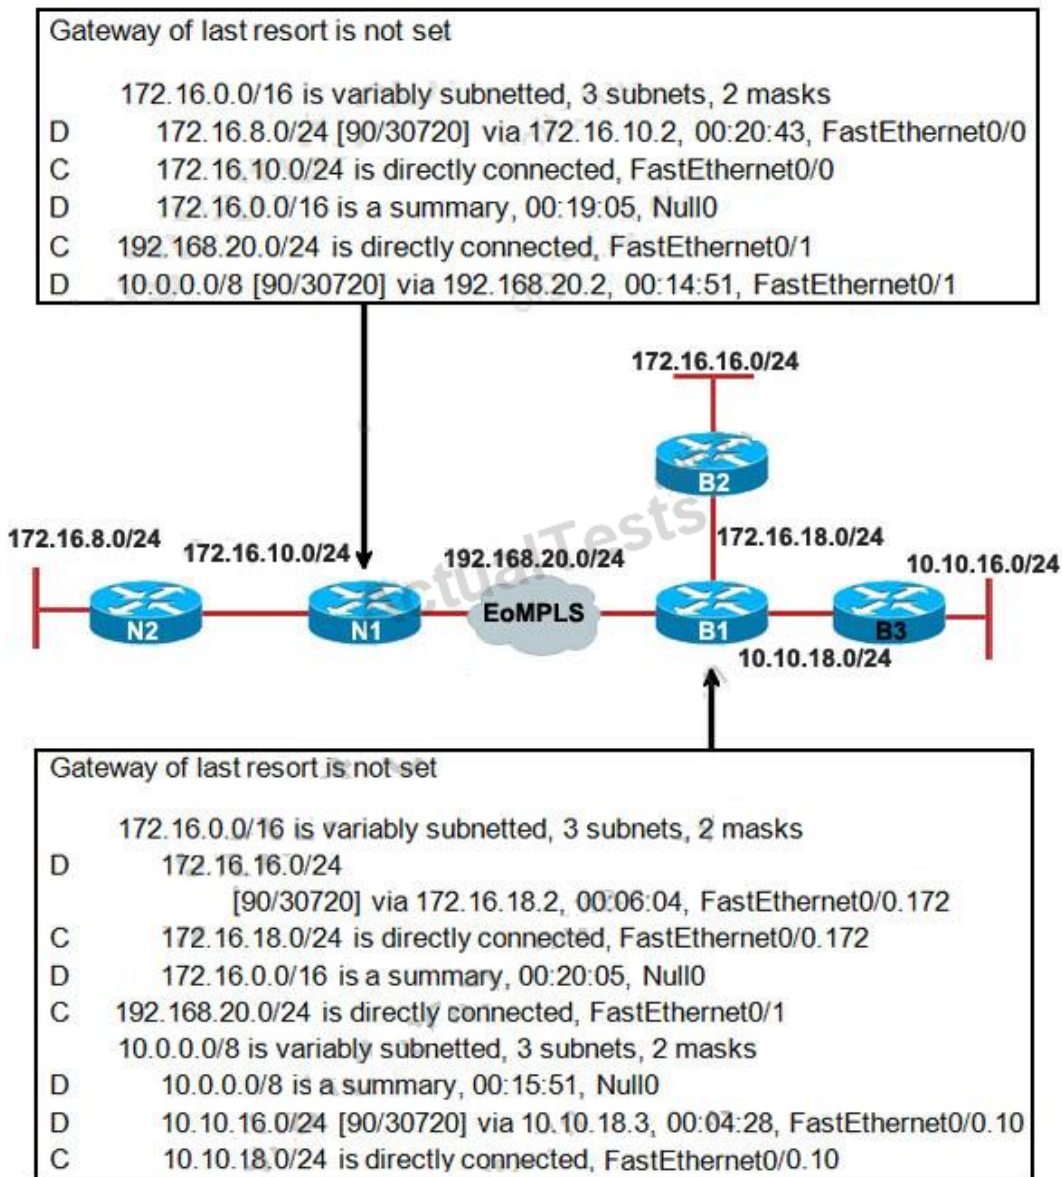 Gateway of last resort is not set
172.16.0.0/16 is variably subnetted, 3 subnets, 2 masks
D 172.16.8.0/24 [90/30720] via 172.16.10.2, 00:20:43, FastEthernet0/0
C 172.16.10.0/24 is directly connected, FastEthernet0/0
D 172.16.0.0/16 is a summary, 00:19:05, Null0
C 192.168.20.0/24 is directly connected, FastEthernet0/1
D 10.0.0.0/8 [90/30720] via 192.168.20.2, 00:14:51, FastEthernet0/1
172.16.16.0/24
B2
172.16.8.0/24
172.16.10.0/24
192.168.20.0/24
172.16.18.0/24
10.10.16.0/24
ActualTests
N2
N1
EoMPLS
B1
B3
10.10.18.0/24
Gateway of last resort is not set
172.16.0.0/16 is variably subnetted, 3 subnets, 2 masks
D 172.16.16.0/24
[90/30720] via 172.16.18.2, 00:06:04, FastEthernet0/0.172
C 172.16.18.0/24 is directly connected, FastEthernet0/0.172
D 172.16.0.0/16 is a summary, 00:20:05, Null0
C 192.168.20.0/24 is directly connected, FastEthernet0/1
10.0.0.0/8 is variably subnetted, 3 subnets, 2 masks
D 10.0.0.0/8 is a summary, 00:15:51, Null0
D 10.10.16.0/24 [90/30720] via 10.10.18.3, 00:04:28, FastEthernet0/0.10
C 10.10.18.0/24 is directly connected, FastEthernet0/0.10